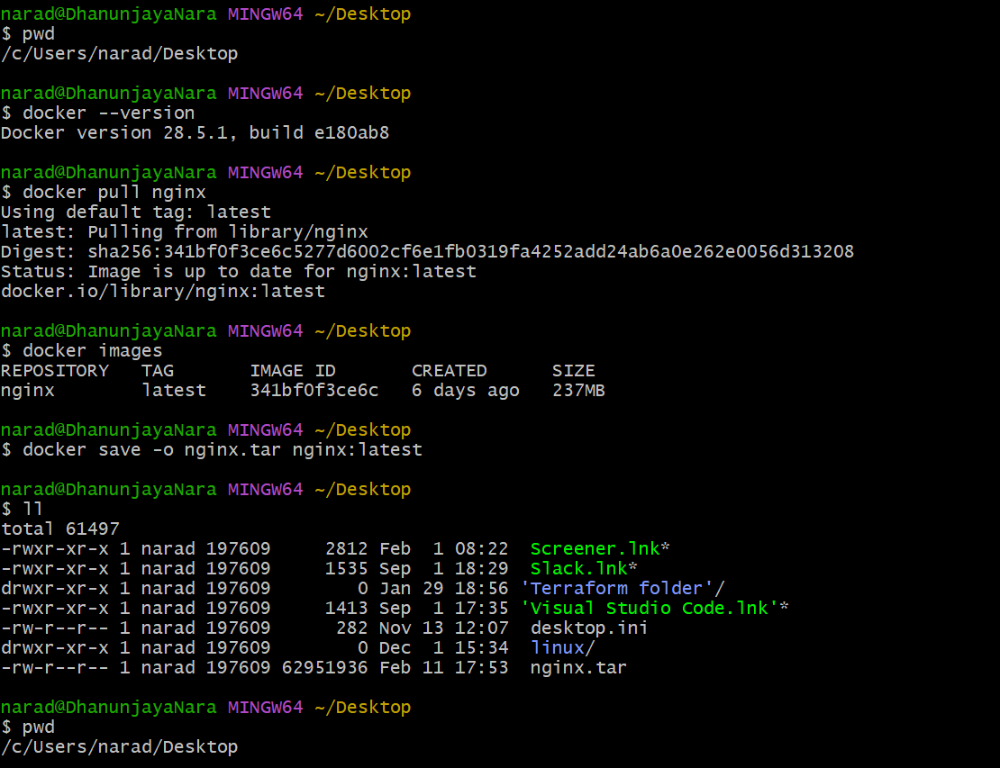 narad@DhanunjayaNara MINGW64 ~/Desktop
$ pwd
/c/Users/narad/Desktop

narad@DhanunjayaNara MINGW64 ~/Desktop
$ docker --version
Docker version 28.5.1, build e180ab8

narad@DhanunjayaNara MINGW64 ~/Desktop
$ docker pull nginx
Using default tag: latest
latest: Pulling from library/nginx
Digest: sha256:341bf0f3ce6c5277d6002cf6e1fb0319fa4252add24ab6a0e262e0056d313208
Status: Image is up to date for nginx:latest
docker.io/library/nginx:latest

narad@DhanunjayaNara MINGW64 ~/Desktop
$ docker images
REPOSITORY   TAG       IMAGE ID       CREATED      SIZE
nginx        latest    341bf0f3ce6c   6 days ago   237MB

narad@DhanunjayaNara MINGW64 ~/Desktop
$ docker save -o nginx.tar nginx:latest

narad@DhanunjayaNara MINGW64 ~/Desktop
$ ll
total 61497
-rwxr-xr-x 1 narad 197609     2812 Feb  1 08:22  Screener.lnk*
-rwxr-xr-x 1 narad 197609     1535 Sep  1 18:29  Slack.lnk*
drwxr-xr-x 1 narad 197609        0 Jan 29 18:56 'Terraform folder'/
-rwxr-xr-x 1 narad 197609     1413 Sep  1 17:35 'Visual Studio Code.lnk'*
-rw-r--r-- 1 narad 197609      282 Nov 13 12:07  desktop.ini
drwxr-xr-x 1 narad 197609        0 Dec  1 15:34  linux/
-rw-r--r-- 1 narad 197609 62951936 Feb 11 17:53  nginx.tar

narad@DhanunjayaNara MINGW64 ~/Desktop
$ pwd
/c/Users/narad/Desktop